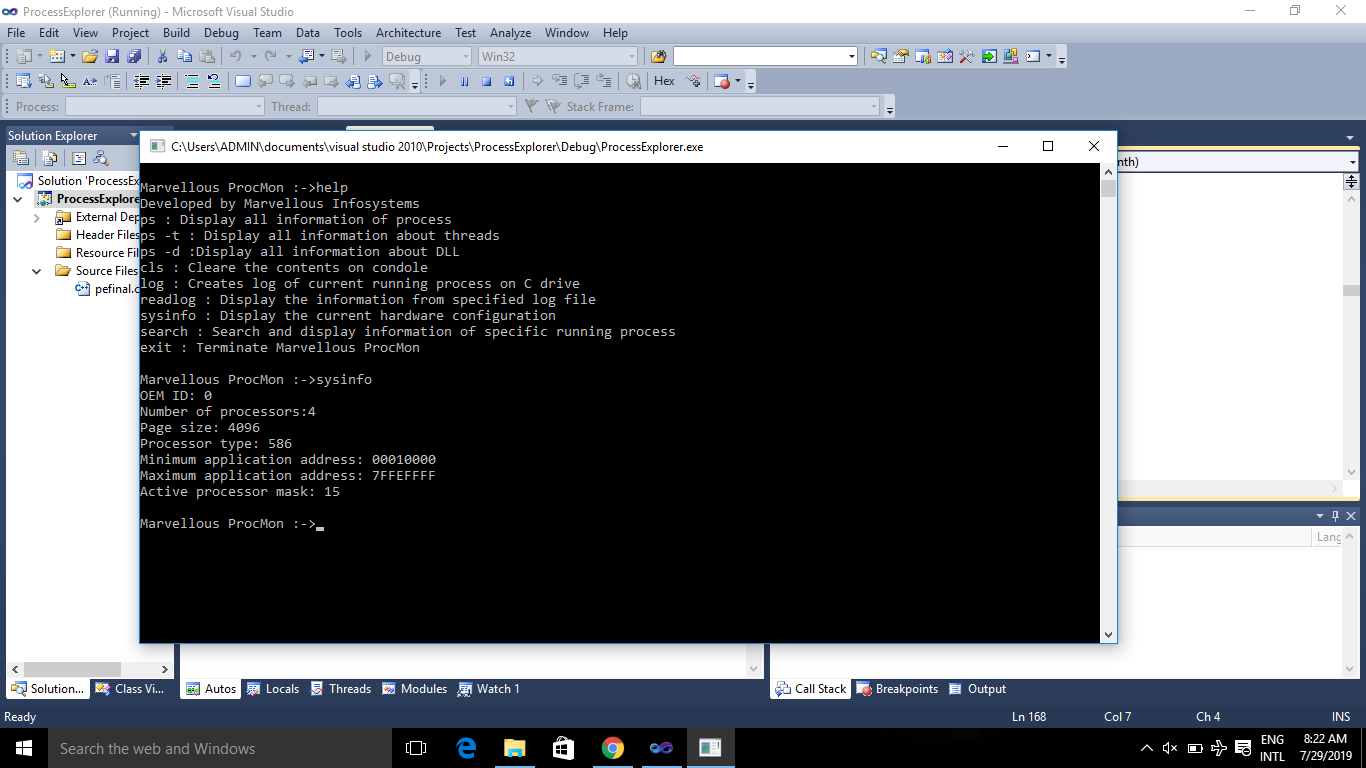 ProcessExplorer (Running) - Microsoft Visual Studio
File Edit View Project Build Debug Team Data Tools Architecture Test Analyze Window Help
Debug Win32
Hex
Process: Thread: Stack Frame:
Solution Explorer
Solution 'ProcessEx
ProcessExplore
External Dep
Header Files
Resource Fil
Source Files
pefinal.c
C:\Users\ADMIN\documents\visual studio 2010\Projects\ProcessExplorer\Debug\ProcessExplorer.exe
nth)
Marvellous ProcMon :->help
Developed by Marvellous Infosystems
ps : Display all information of process
ps -t : Display all information about threads
ps -d :Display all information about DLL
cls : Cleare the contents on condole
log : Creates log of current running process on C drive
readlog : Display the information from specified log file
sysinfo : Display the current hardware configuration
search : Search and display information of specific running process
exit : Terminate Marvellous ProcMon
Marvellous ProcMon :->sysinfo
OEM ID: 0
Number of processors:4
Page size: 4096
Processor type: 586
Minimum application address: 00010000
Maximum application address: 7FFEFFFF
Active processor mask: 15
Marvellous ProcMon :->_
Lang
Solution... Class Vi... Autos Locals Threads Modules Watch 1 Call Stack Breakpoints Output
Ready Ln 168 Col 7 Ch 4 INS
Search the web and Windows
ENG
INTL
8:22 AM
7/29/2019